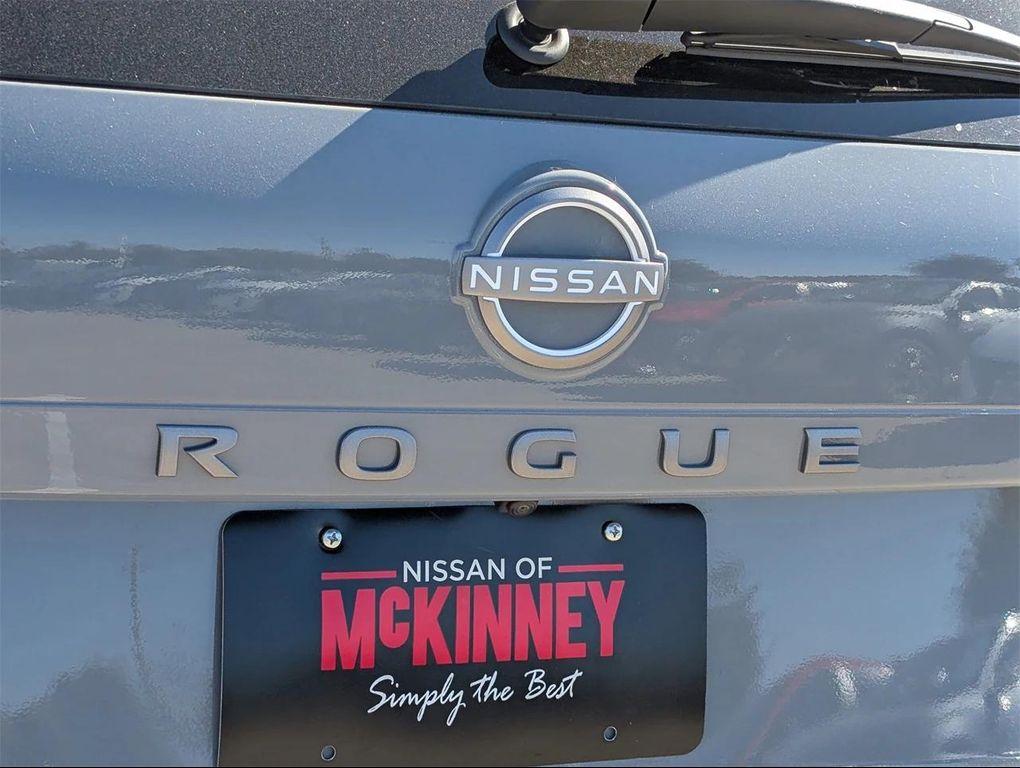 NISSAN
ROGUE
NISSAN OF
McKINNEY
Simply the Best